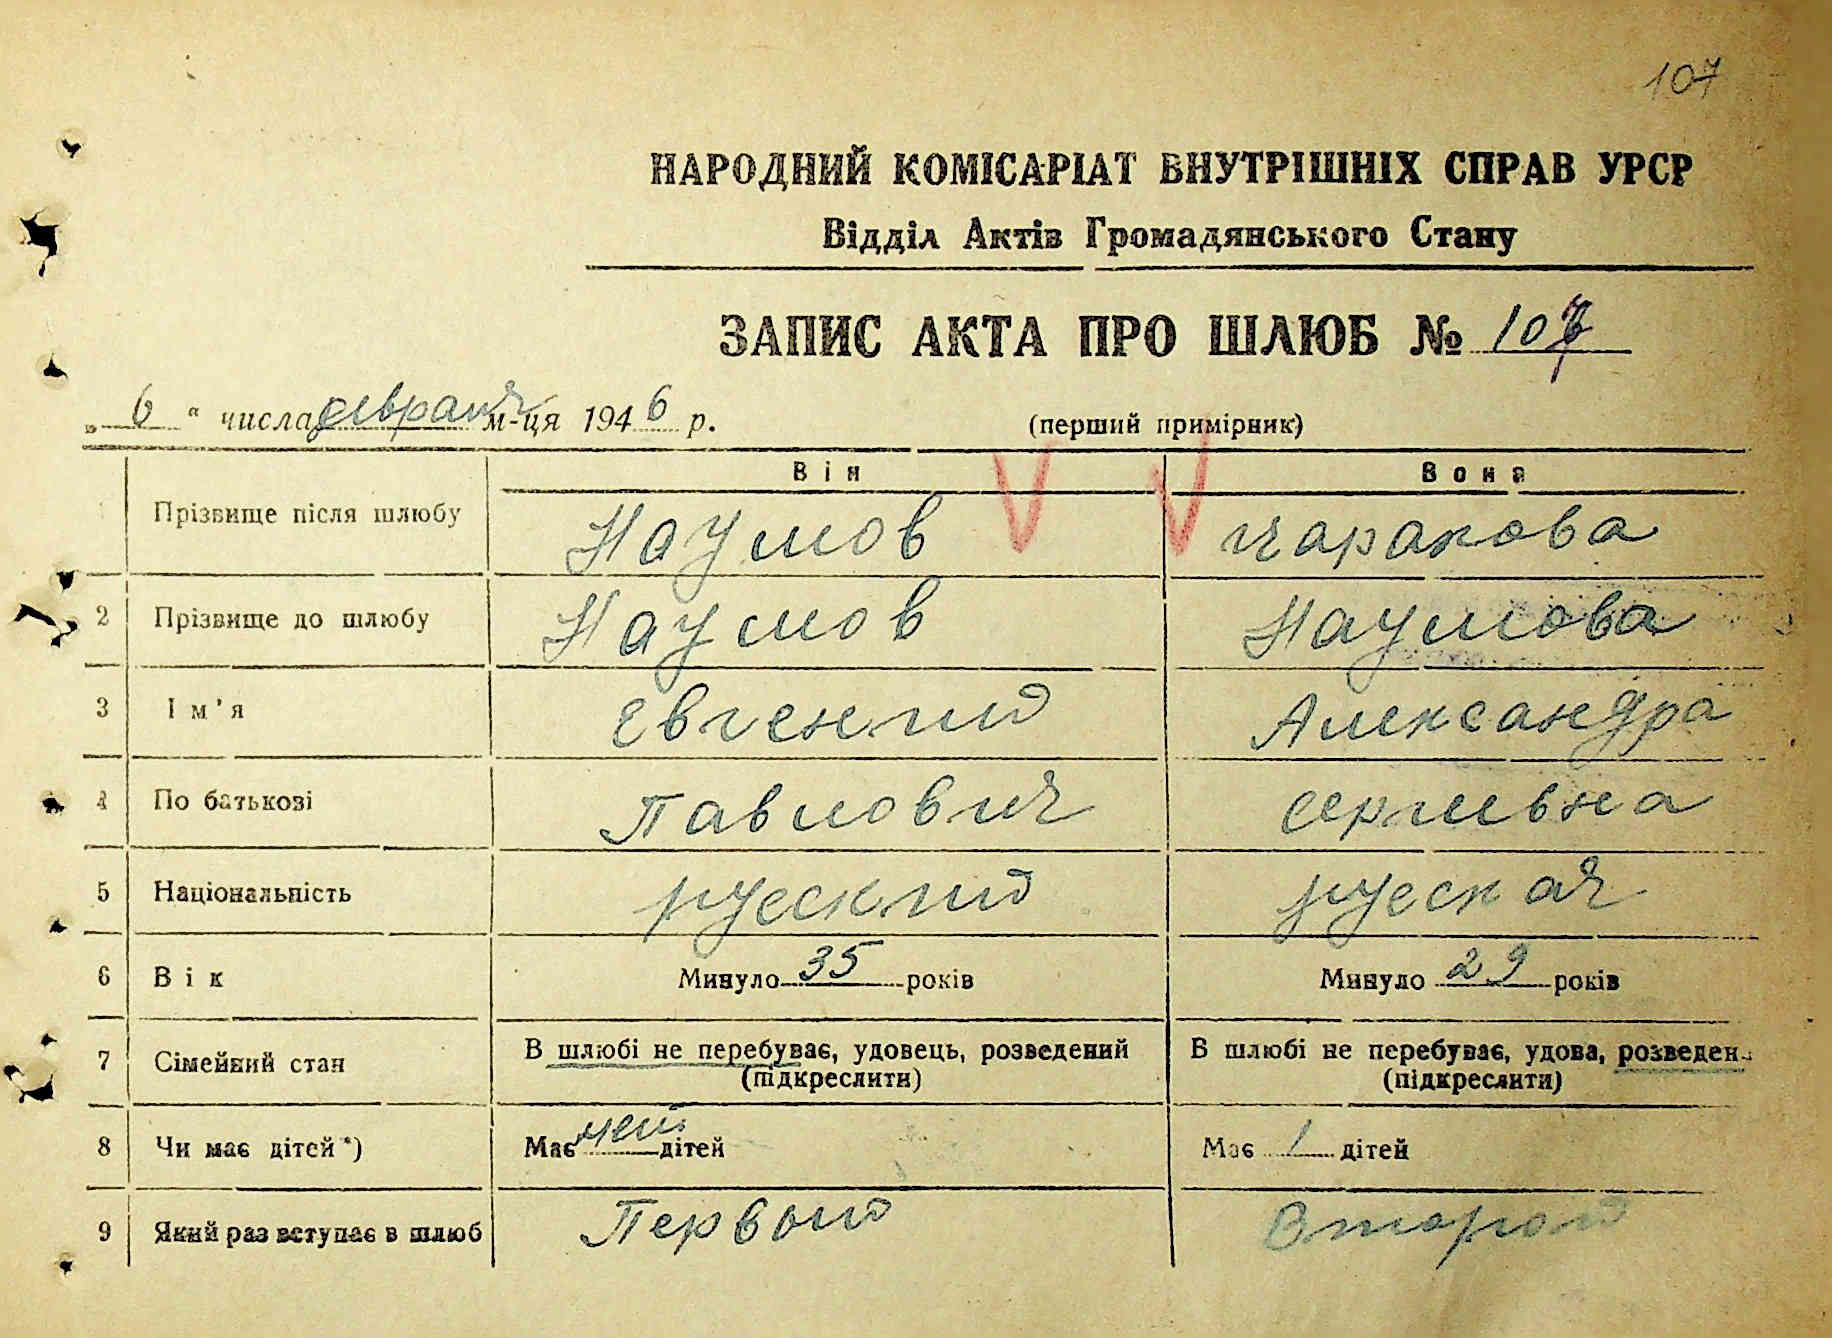 107
НАРОДНИЙ КОМІСАРІАТ ВНУТРІШНІХ СПРАВ УРСР
Відділ Актів Громадянського Стану
ЗАПИС АКТА ПРО ШЛЮБ № 107
„ 6 “ числа февраля м-ця 1946 р. (перший примірник)
Він Вона
Прізвище після шлюбу Наумов
2 Прізвище до шлюбу Наумов Наумова
3 Ім'я Евгений Александра
4 По батькові Павлович Сергеевна
5 Національність русский руская
6 Вік Минуло 35 років Минуло 29 років
7 Сімейний стан В шлюбі не перебуває, удовець, розведений В шлюбі не перебуває, удова, розведен
(підкреслити) (підкреслити)
8 Чи має дітей *) Має нет дітей Має 1 дітей
9 Який раз вступає в шлюб Первый Второй